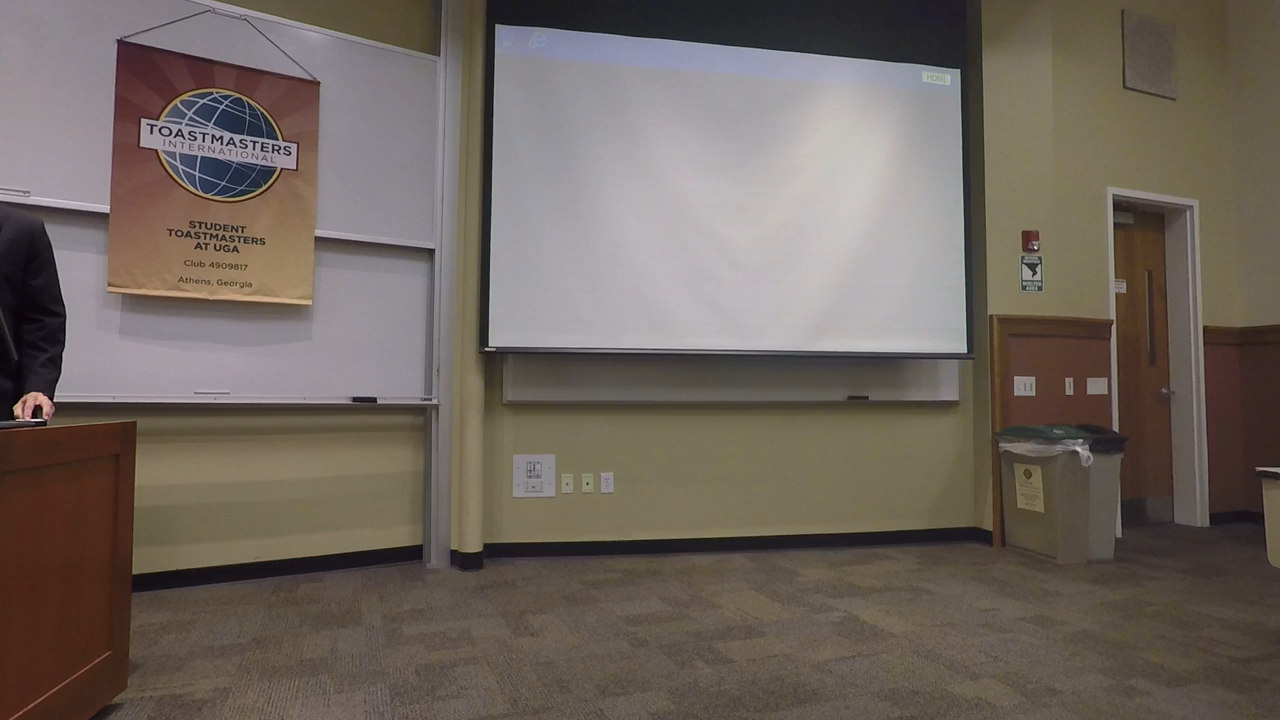 TOASTMASTERS
INTERNATIONAL
STUDENT
TOASTMASTERS
AT UGA
Club 4909817
Athens, Georgia
HDMI
SHELTER
AREA